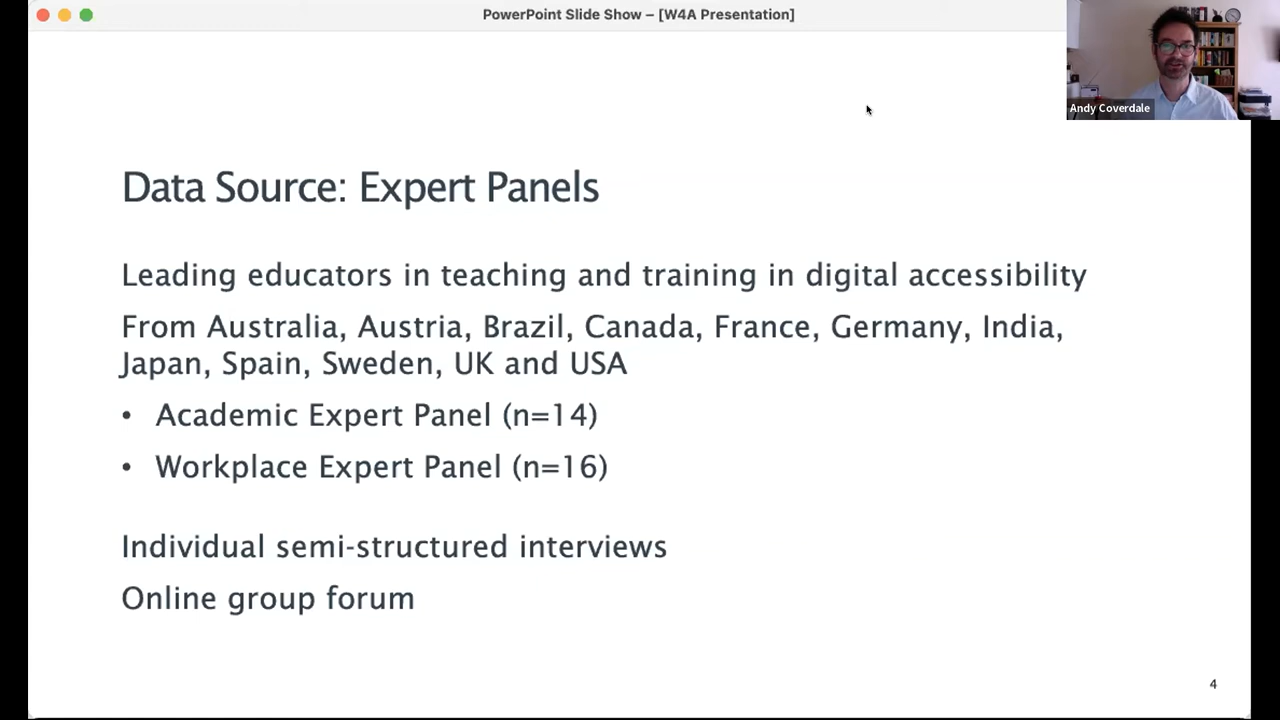 PowerPoint Slide Show – [W4A Presentation]
Andy Coverdale
Data Source: Expert Panels
Leading educators in teaching and training in digital accessibility
From Australia, Austria, Brazil, Canada, France, Germany, India,
Japan, Spain, Sweden, UK and USA
• Academic Expert Panel (n=14)
• Workplace Expert Panel (n=16)
Individual semi-structured interviews
Online group forum
4